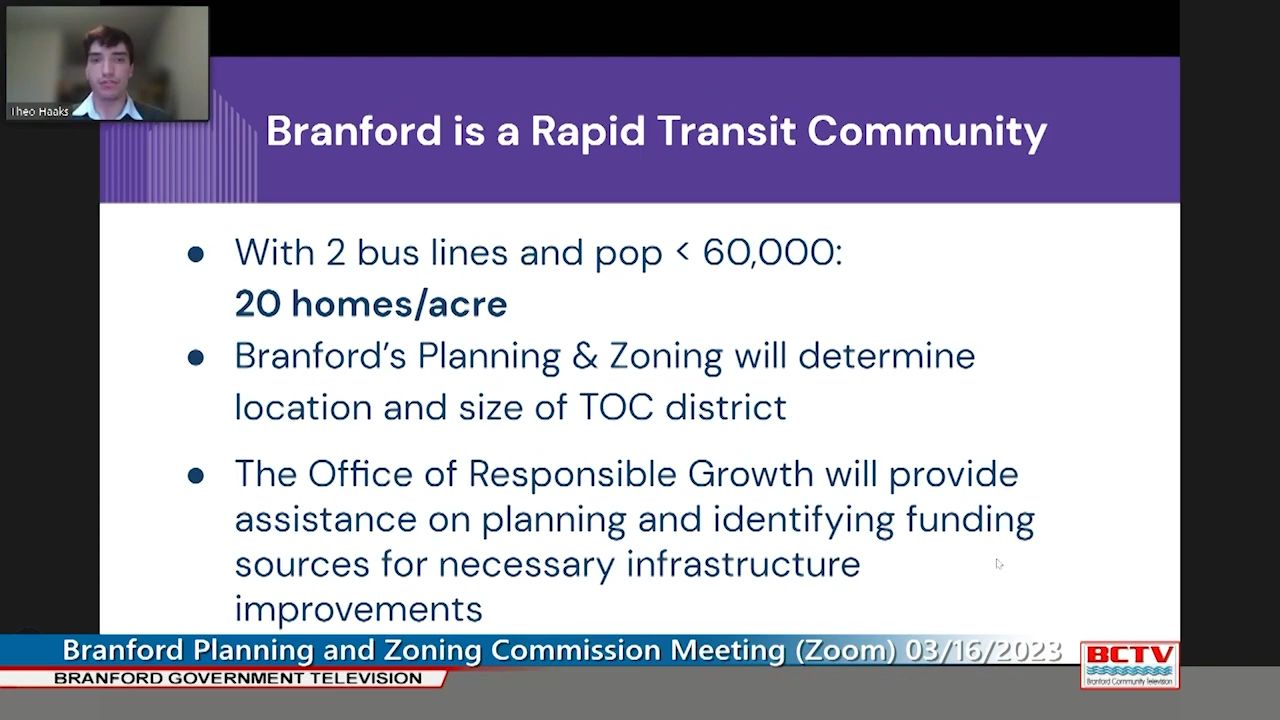 Theo Haaks
Branford is a Rapid Transit Community
With 2 bus lines and pop < 60,000:
20 homes/acre
Branford's Planning & Zoning will determine
location and size of TOC district
The Office of Responsible Growth will provide
assistance on planning and identifying funding
sources for necessary infrastructure
improvements
Branford Planning and Zoning Commission Meeting (Zoom) 03/16/2023
BRANFORD GOVERNMENT TELEVISION
BCTV
Branford Community Television